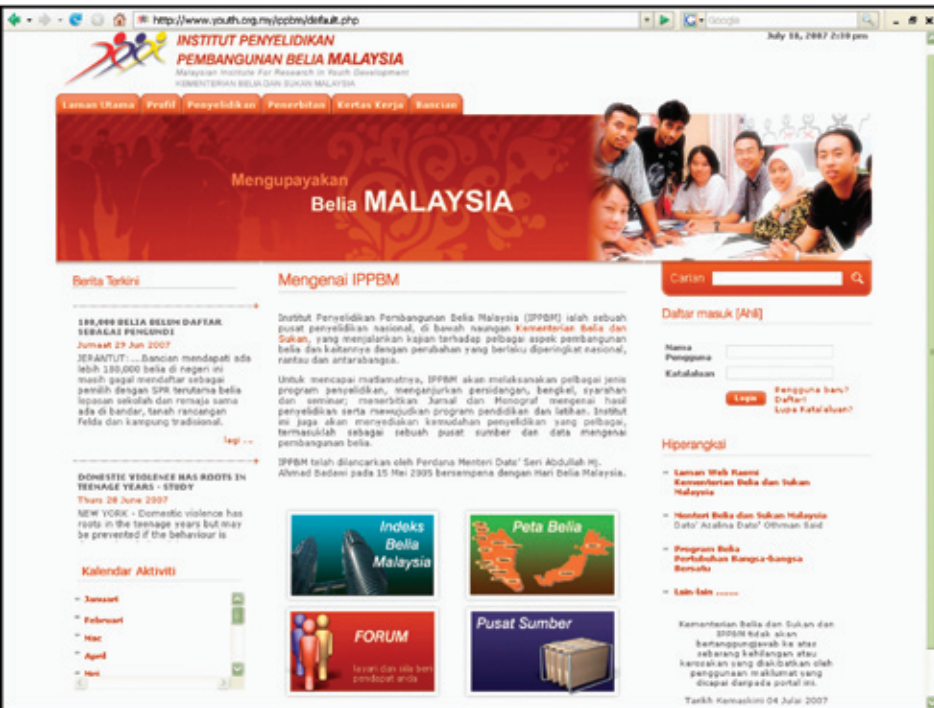 http://www.youth.org.my/ppbm/default.php
Google
July 18, 2007 2:30 pm
INSTITUT PENYELIDIKAN
PEMBANGUNAN BELIA MALAYSIA
Malaysian Institute For Research in Youth Development
KEMENTERIAN BELIA DAN SUKAN MALAYSIA
Laman Utama Profil Penyelidikan Penerbitan Kertas Kerja Bancian
Mengupayakan
Belia MALAYSIA
Berita Terkini
180,000 BELIA BELUM DAFTAR
SEBAGAI PENGUNDI
Jumaat 29 Jun 2007
JERANTUT: ...Bancian mendapati ada
lebih 180,000 belia di negeri ini
masih gagal mendaftar sebagai
pemilih dengan SPR terutama belia
lepasan sekolah dan remaja sama
ada di bandar, tanah rancangan
Felda dan kampung tradisional.
lagi ...
DOMESTIC VIOLENCE HAS ROOTS IN
TEENAGE YEARS - STUDY
Thurs 28 June 2007
NEW YORK - Domestic violence has
roots in the teenage years but may
be prevented if the behaviour is
Kalendar Aktiviti
Januari
Februari
Mac
April
Mei
Mengenai IPPBM
Institut Penyelidikan Pembangunan Belia Malaysia (IPPBM) ialah sebuah
pusat penyelidikan nasional, di bawah naungan Kementerian Belia dan
Sukan, yang menjalankan kajian terhadap pelbagai aspek pembangunan
belia dan kaitannya dengan perubahan yang berlaku diperingkat nasional,
rantau dan antarabangsa.
Untuk mencapai matlamatnya, IPPBM akan melaksanakan pelbagai jenis
program penyelidikan, menganjurkan persidangan, bengkel, syarahan
dan seminar; menerbitkan Jurnal dan Monograf mengenai hasil
penyelidikan serta mewujudkan program pendidikan dan latihan. Institut
ini juga akan menyediakan kemudahan penyelidikan yang pelbagai,
termasuklah sebagai sebuah pusat sumber dan data mengenai
pembangunan belia.
IPPBM telah dilancarkan oleh Perdana Menteri Dato' Seri Abdullah Hj.
Ahmad Badawi pada 15 Mei 2005 bersempena dengan Hari Belia Malaysia.
Indeks
Belia
Malaysia
Peta Belia
FORUM
layari dan sila beri
pendapat anda
Pusat Sumber
Carian
Daftar masuk [Ahli]
Nama
Pengguna
Katalaluan
Login
Pengguna baru?
Daftar!
Lupa Katalaluan?
Hiperangkai
Laman Web Rasmi
Kementerian Belia dan Sukan
Malaysia
Menteri Belia dan Sukan Malaysia
Dato' Azalina Dato' Othman Said
Program Belia
Pertubuhan Bangsa-bangsa
Bersatu
Lain-lain ......
Kementerian Belia dan Sukan dan
IPPBM tidak akan
bertanggungjawab ke atas
sebarang kehilangan atau
kerosakan yang diakibatkan oleh
penggunaan maklumat yang
dicapai daripada portal ini.
Tarikh Kemaskini 04 Julai 2007